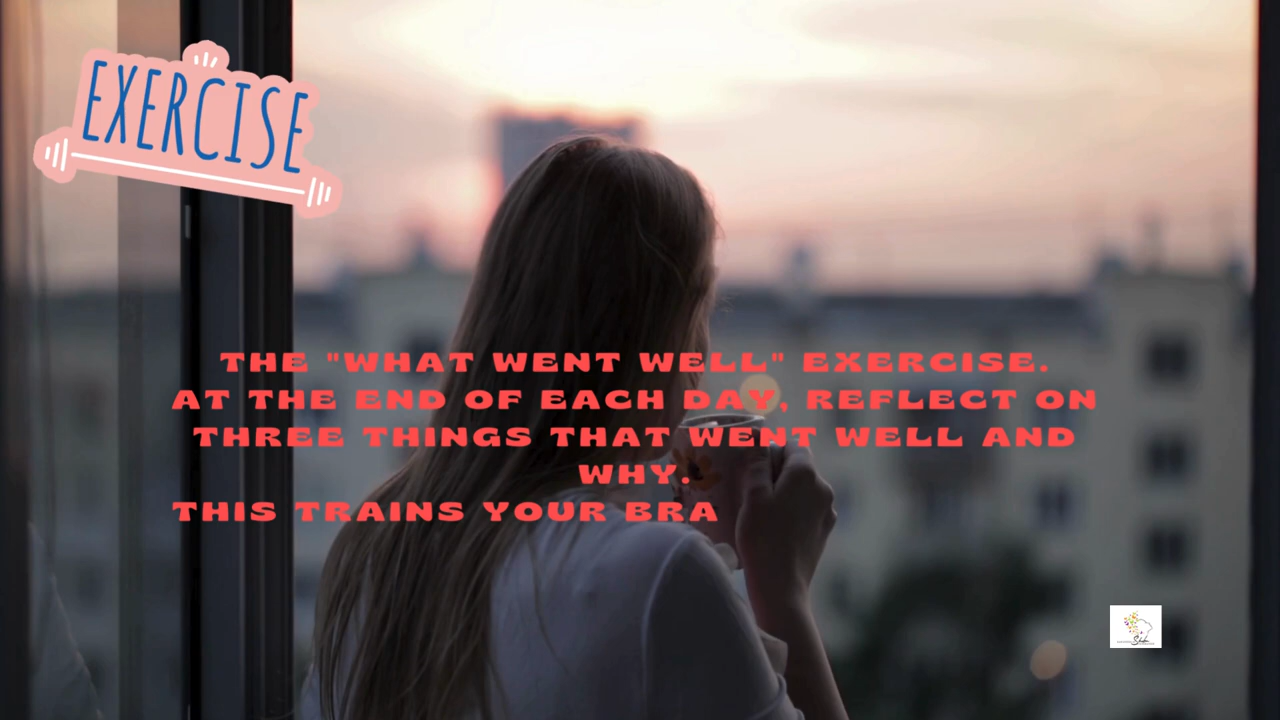 EXERCISE
THE "WHAT WENT WELL" EXERCISE.
AT THE END OF EACH DAY, REFLECT ON
THREE THINGS THAT WENT WELL AND
WHY.
THIS TRAINS YOUR BRA